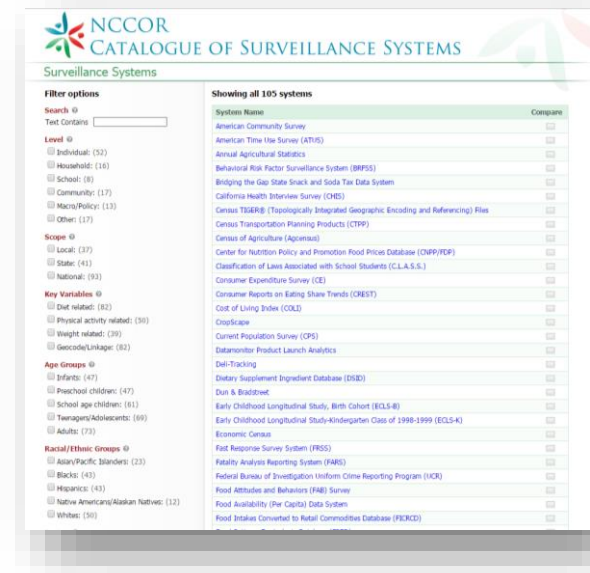 NCCOR
CATALOGUE OF SURVEILLANCE SYSTEMS
Surveillance Systems
Filter options
Search
Text Contains
Level
Individual: (52)
Household: (16)
School: (8)
Community: (17)
Macro/Policy: (13)
Other: (17)
Scope
Local: (37)
State: (41)
National: (93)
Key Variables
Diet related: (82)
Physical activity related: (50)
Weight related: (39)
Geocode/Linkage: (82)
Age Groups
Infants: (47)
Preschool children: (47)
School age children: (61)
Teenagers/Adolescents: (69)
Adults: (73)
Racial/Ethnic Groups
Asian/Pacific Islanders: (23)
Blacks: (43)
Hispanics: (43)
Native Americans/Alaskan Natives: (12)
Whites: (50)
Showing all 105 systems
System Name Compare
American Community Survey
American Time Use Survey (ATUS)
Annual Agricultural Statistics
Behavioral Risk Factor Surveillance System (BRFSS)
Bridging the Gap State Snack and Soda Tax Data System
California Health Interview Survey (CHIS)
Census TIGER® (Topologically Integrated Geographic Encoding and Referencing) Files
Census Transportation Planning Products (CTPP)
Census of Agriculture (Agcensus)
Center for Nutrition Policy and Promotion Food Prices Database (CNPP/FDP)
Classification of Laws Associated with School Students (C.L.A.S.S.)
Consumer Expenditure Survey (CE)
Consumer Reports on Eating Share Trends (CREST)
Cost of Living Index (COLI)
CropScape
Current Population Survey (CPS)
Datamonitor Product Launch Analytics
Deli-Tracking
Dietary Supplement Ingredient Database (DSID)
Dun & Bradstreet
Early Childhood Longitudinal Study, Birth Cohort (ECLS-B)
Early Childhood Longitudinal Study-Kindergarten Class of 1998-1999 (ECLS-K)
Economic Census
Fast Response Survey System (FRSS)
Fatality Analysis Reporting System (FARS)
Federal Bureau of Investigation Uniform Crime Reporting Program (UCR)
Food Attitudes and Behaviors (FAB) Survey
Food Availability (Per Capita) Data System
Food Intakes Converted to Retail Commodities Database (FICRCD)